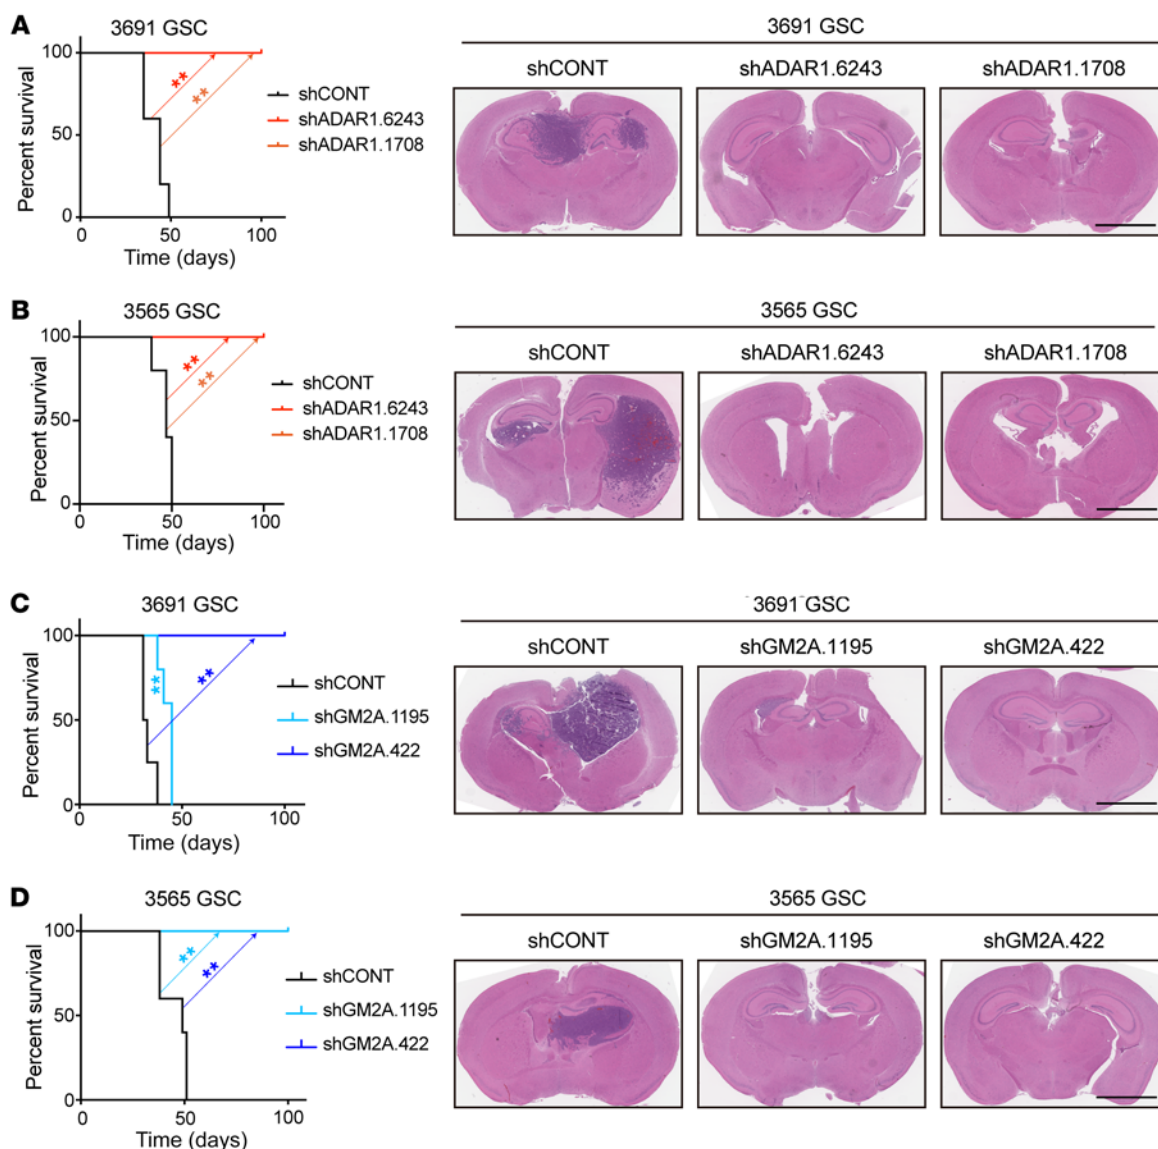 A
3691 GSC
Percent survival
100
50
0
0 50 100
Time (days)
**
**
shCONT
shADAR1.6243
shADAR1.1708
3691 GSC
shCONT shADAR1.6243 shADAR1.1708
B
3565 GSC
Percent survival
100
50
0
0 50 100
Time (days)
**
**
shCONT
shADAR1.6243
shADAR1.1708
3565 GSC
shCONT shADAR1.6243 shADAR1.1708
C
3691 GSC
Percent survival
100
50
0
0 50 100
Time (days)
**
**
shCONT
shGM2A.1195
shGM2A.422
3691 GSC
shCONT shGM2A.1195 shGM2A.422
D
3565 GSC
Percent survival
100
50
0
0 50 100
Time (days)
**
**
shCONT
shGM2A.1195
shGM2A.422
3565 GSC
shCONT shGM2A.1195 shGM2A.422